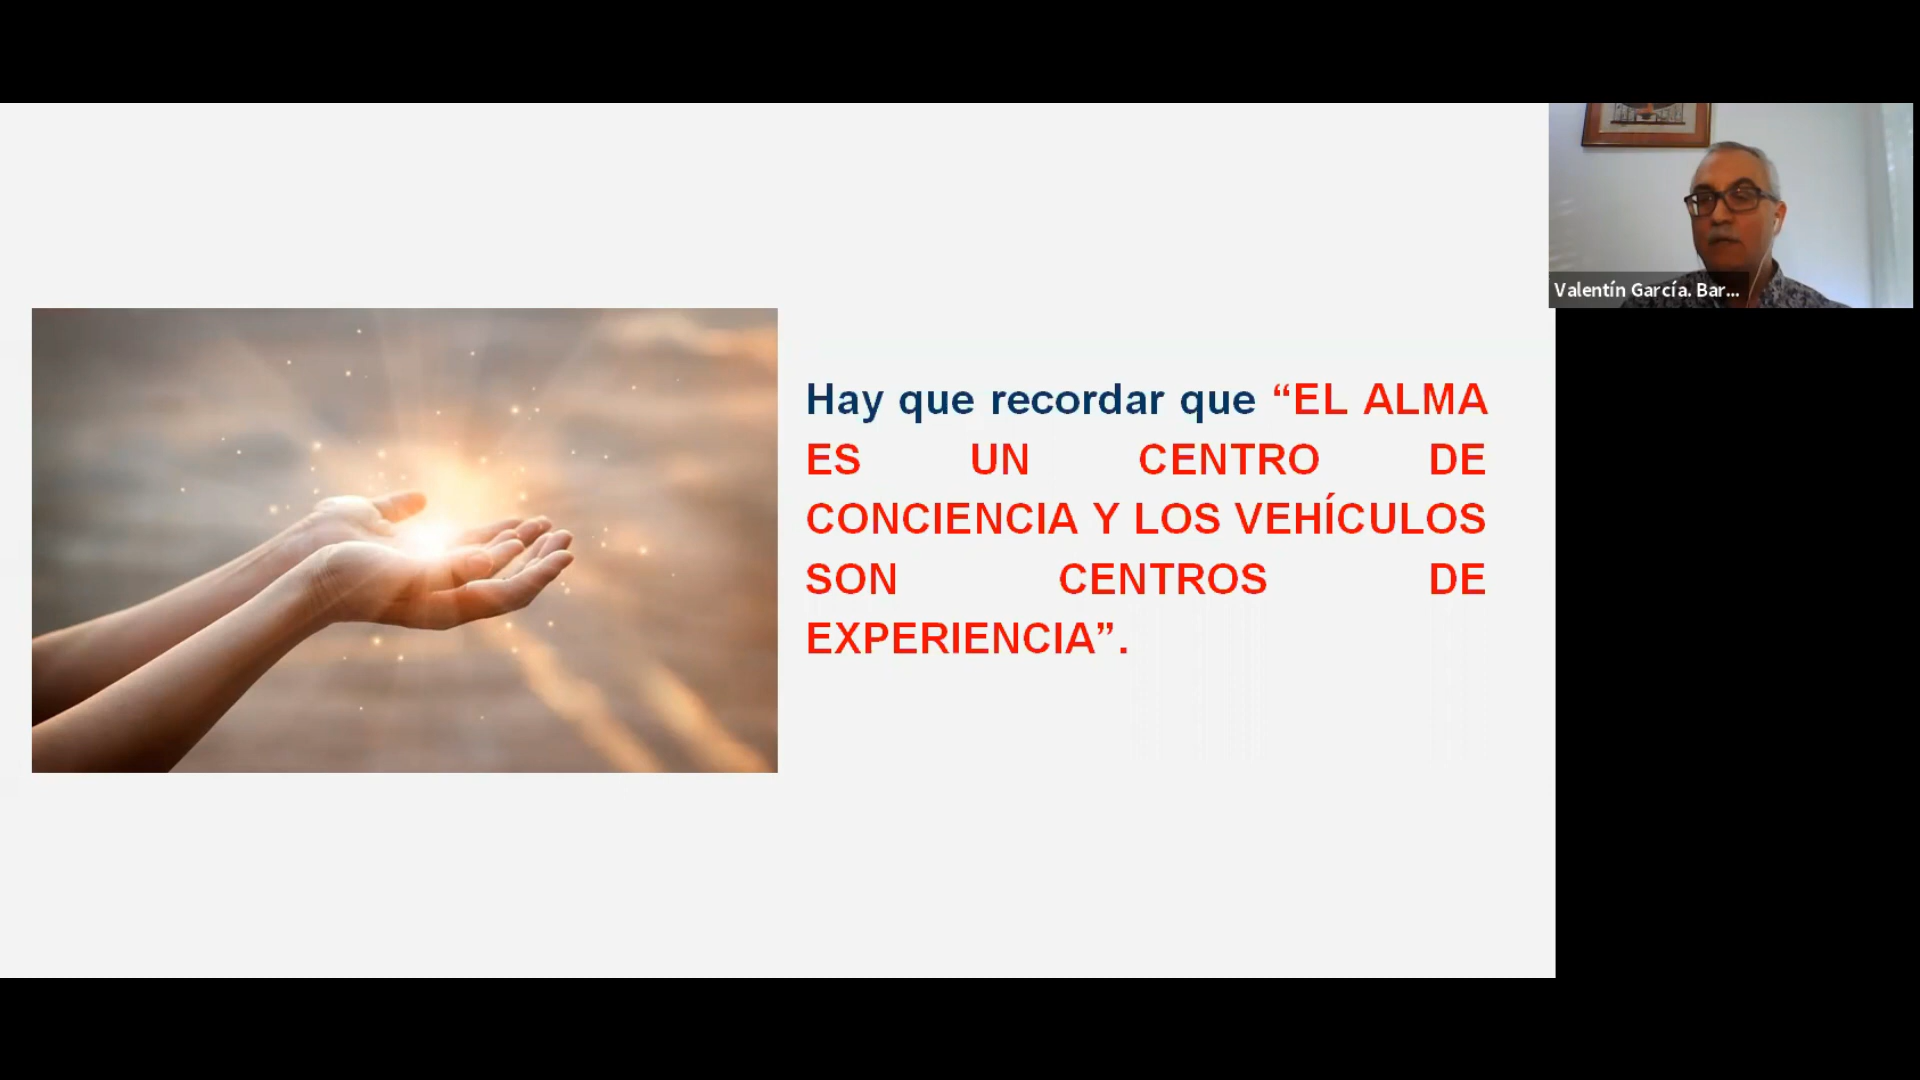 Hay que recordar que “EL ALMA
ES UN CENTRO DE
CONCIENCIA Y LOS VEHÍCULOS
SON CENTROS DE
EXPERIENCIA”.
Valentín García. Bar...